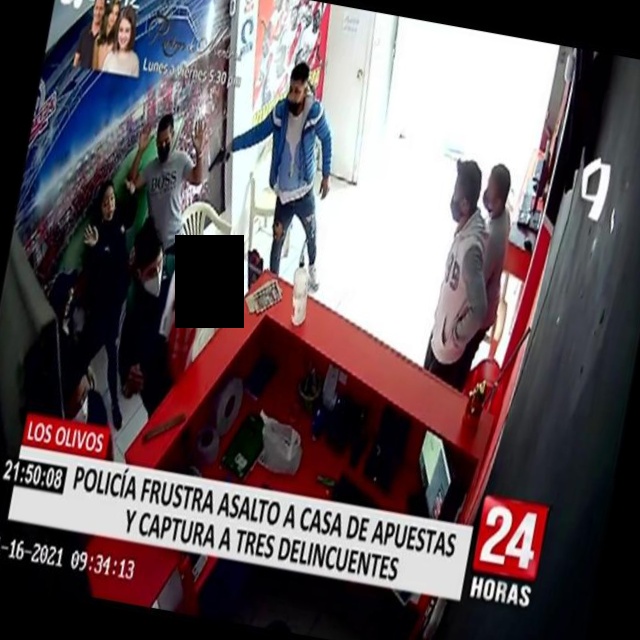 Lunes a viernes 5:30 p
BOSS
9
LOS OLIVOS
21:50:08
POLICÍA FRUSTRA ASALTO A CASA DE APUESTAS
Y CAPTURA A TRES DELINCUENTES
-16-2021 09:34:13
24
HORAS